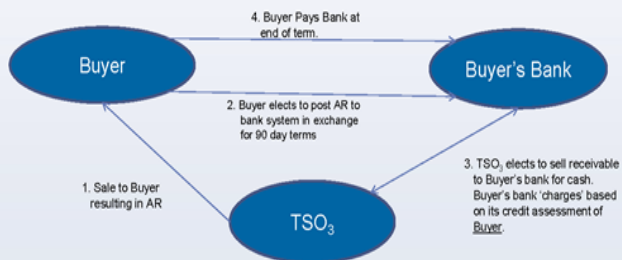 4. Buyer Pays Bank at
end of term.
Buyer
Buyer's Bank
2. Buyer elects to post AR to
bank system in exchange
for 90 day terms
1. Sale to Buyer
resulting in AR
3. TSO₃ elects to sell receivable
to Buyer's bank for cash.
Buyer's bank 'charges' based
on its credit assessment of
Buyer.
TSO₃